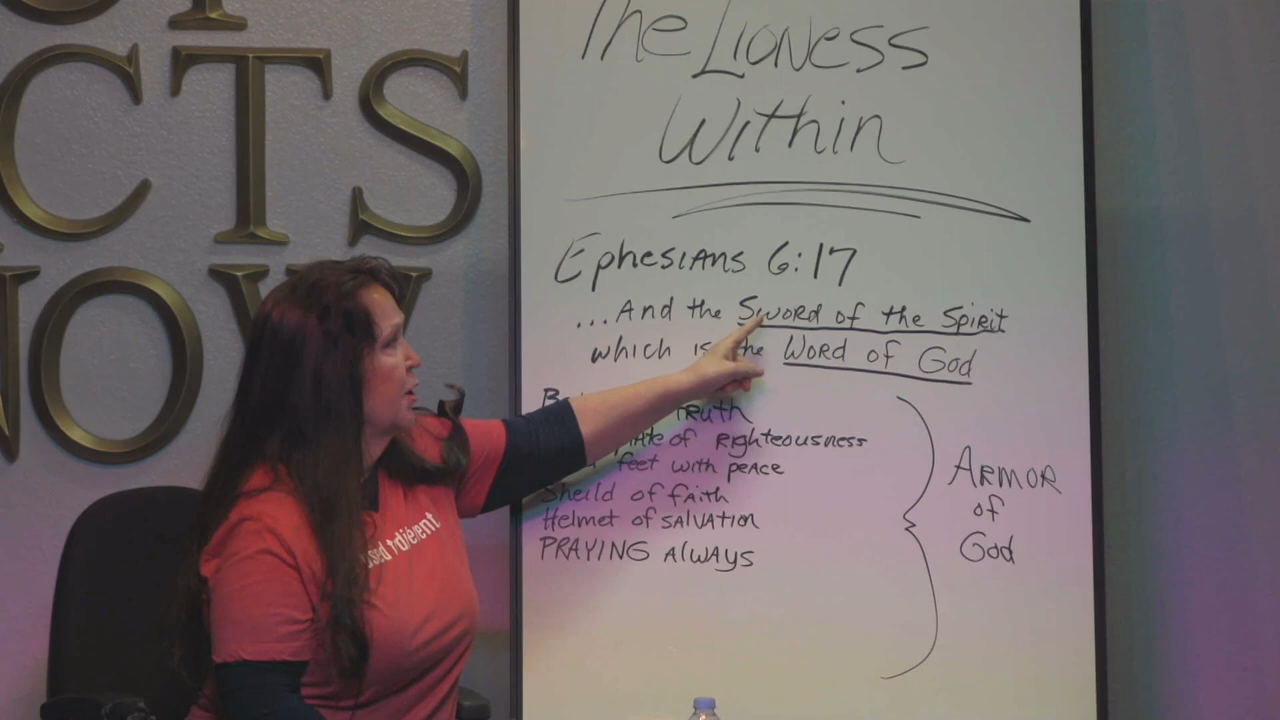 CTS
NOW
The Lioness
Within
Ephesians 6:17
...And the Sword of the Spirit
which is the Word of God
Truth
of Righteousness
feet with peace
Sheild of faith
Helmet of Salvation
PRAYING Always
Armor
of
God